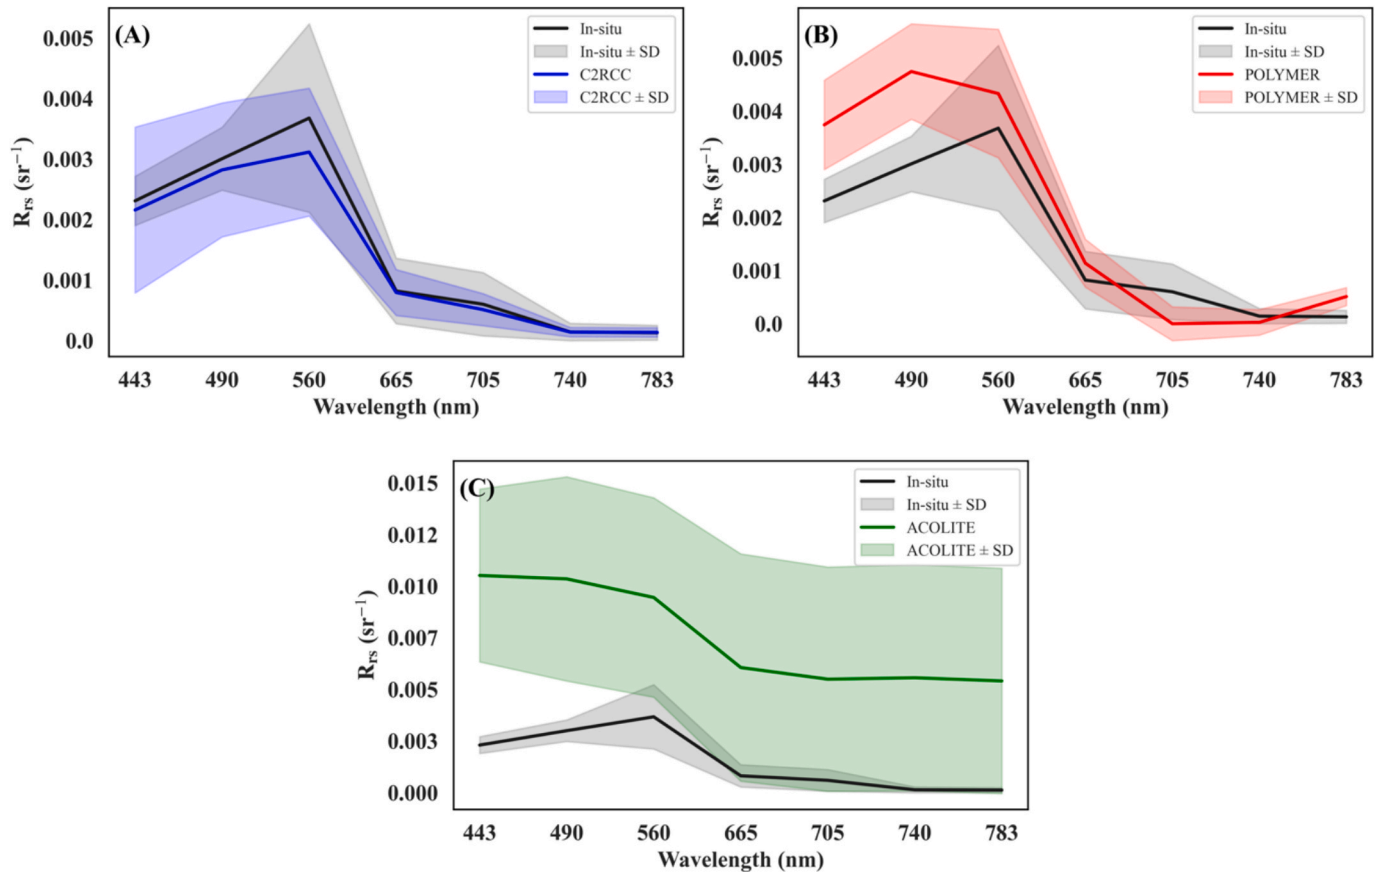 (A)
In-situ
In-situ ± SD
C2RCC
C2RCC ± SD
0.005
0.004
0.003
0.002
0.001
0.0
Rrs (sr⁻¹)
443 490 560 665 705 740 783
Wavelength (nm)
(B)
In-situ
In-situ ± SD
POLYMER
POLYMER ± SD
0.005
0.004
0.003
0.002
0.001
0.0
Rrs (sr⁻¹)
443 490 560 665 705 740 783
Wavelength (nm)
(C)
In-situ
In-situ ± SD
ACOLITE
ACOLITE ± SD
0.015
0.012
0.010
0.007
0.005
0.003
0.000
Rrs (sr⁻¹)
443 490 560 665 705 740 783
Wavelength (nm)